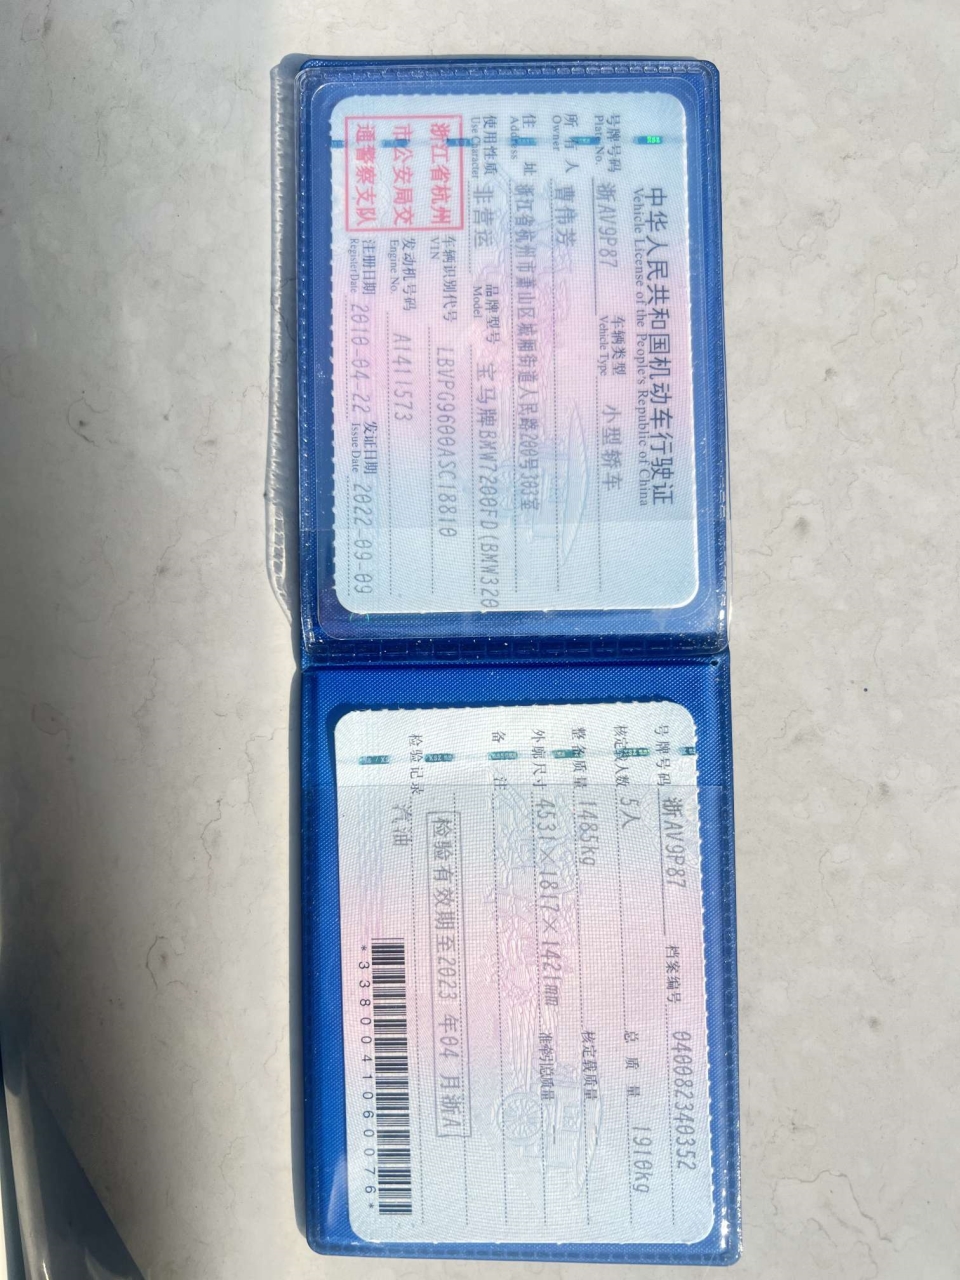 中华人民共和国机动车行驶证
Vehicle License of the People's Republic of China
号牌号码 浙AV9P87 车辆类型 小型轿车
Plate No. Vehicle Type
所有人 曹伟芳
Owner
住址 浙江省杭州市萧山区城厢街道人民路200号303室
Address
使用性质 非营运 品牌型号 宝马牌BMW7200FD(BMW320
Use Character Model
浙江省杭州
市公安局交
通警察支队
车辆识别代号 LBVPG9600ASC18810
VIN
发动机号码 A1411573
Engine No.
注册日期 2010-04-22 发证日期 2022-09-09
Register Date Issue Date
号牌号码 浙AV9P87 档案编号 040082340352
核定载人数 5人 总质量 1910kg
整备质量 1485kg 核定载质量
外廓尺寸 4531×1817×1421mm 准牵引总质量
备注
检验有效期至2023年04月浙A
检验记录
汽油
*3380041060076*